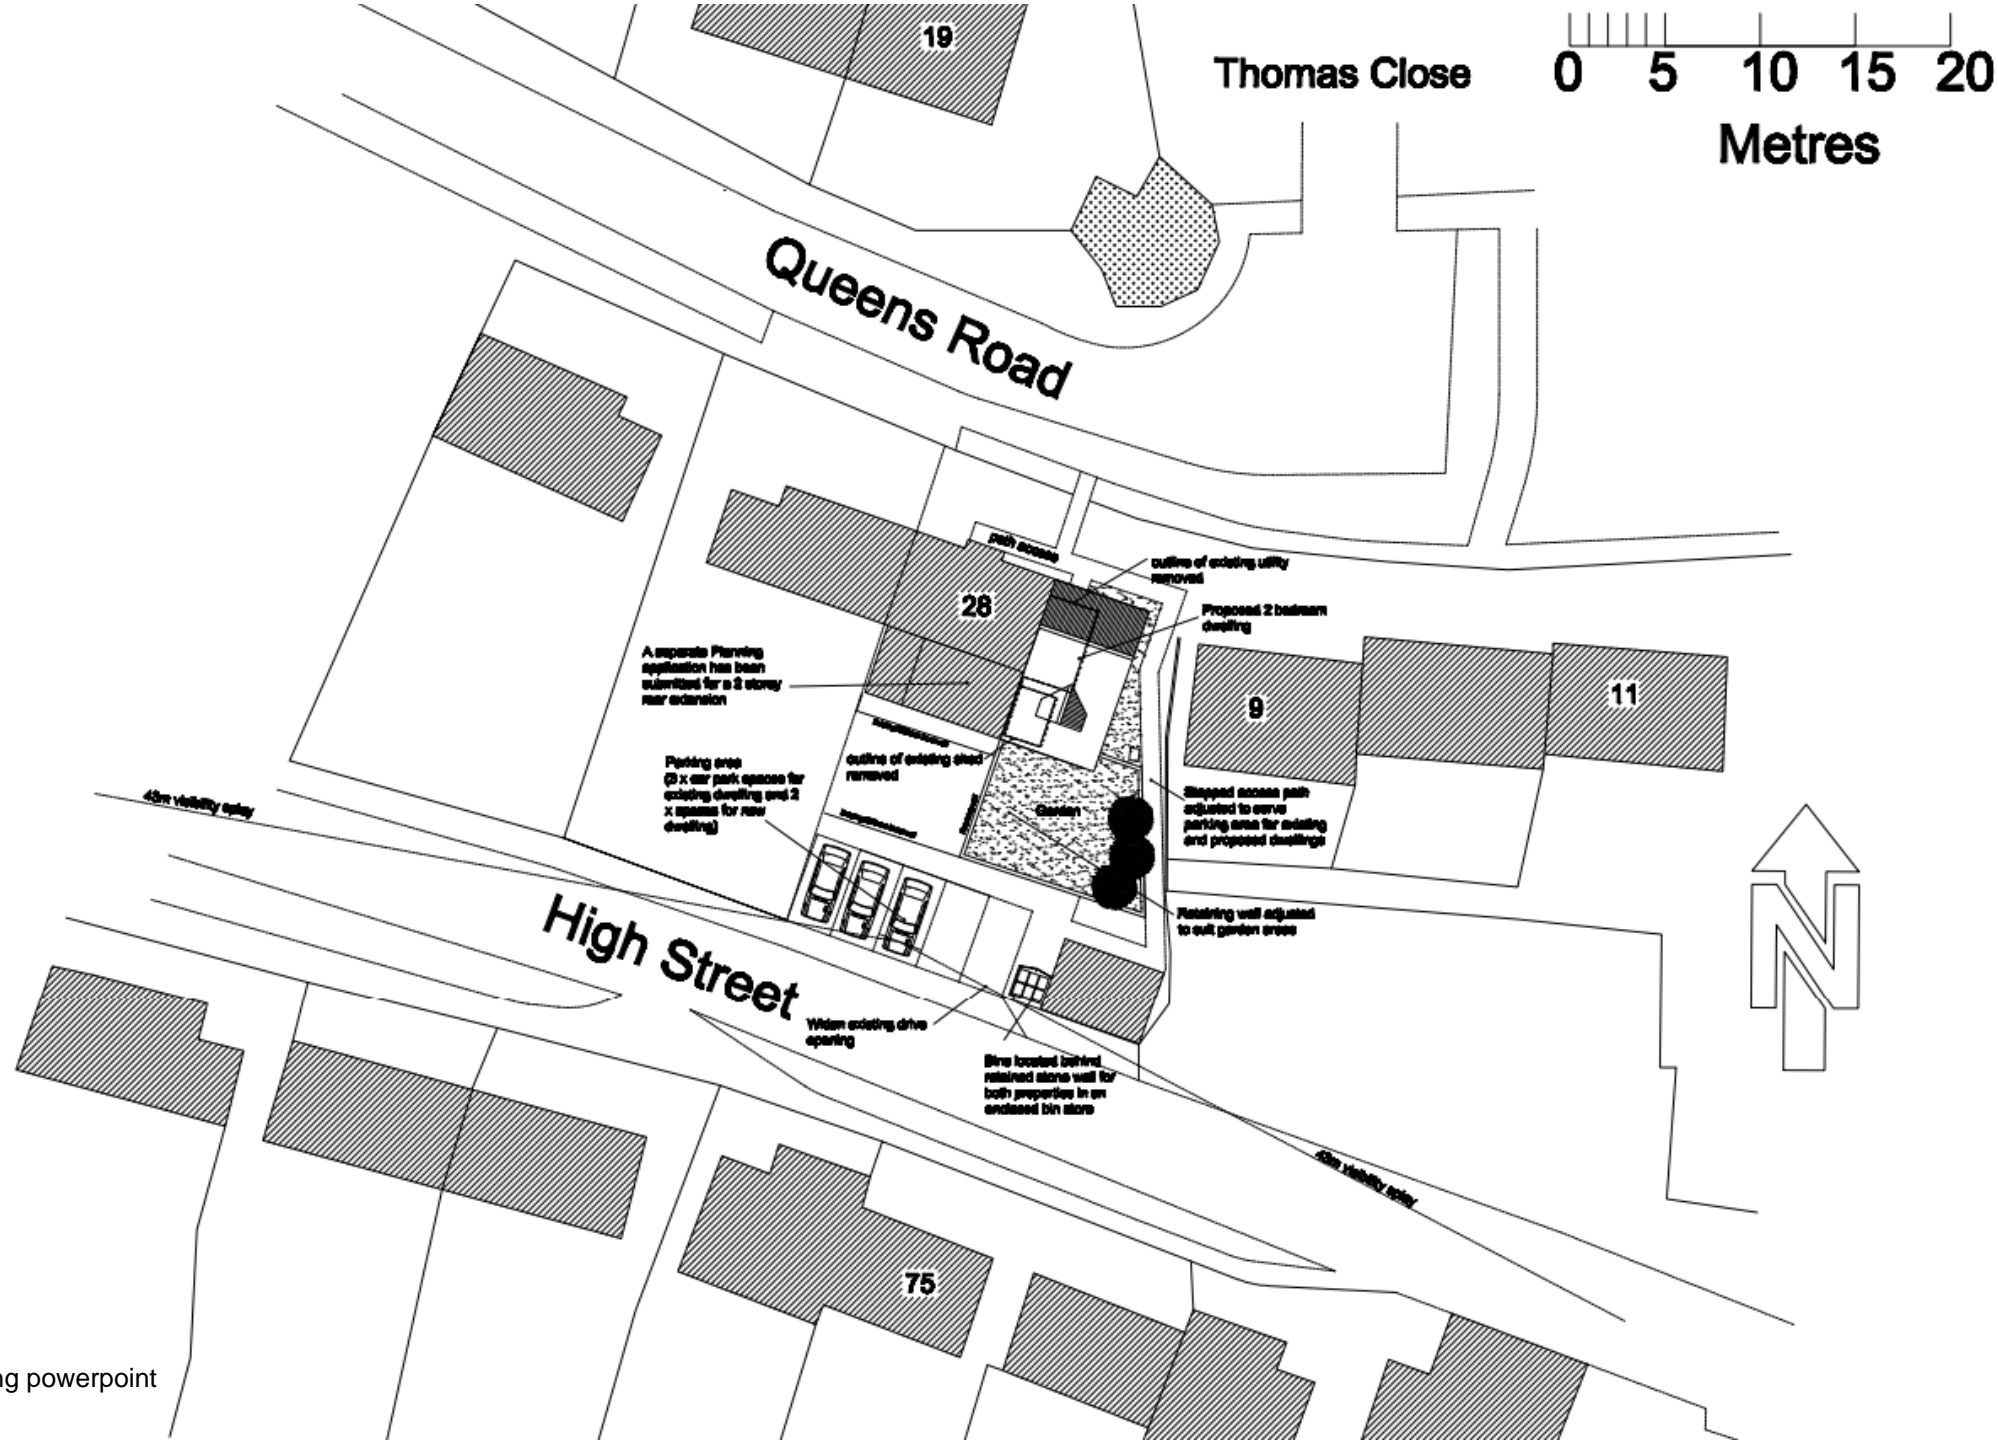 19
Thomas Close
0 5 10 15 20
Metres
Queens Road
path access
outline of existing utility
removed
28
Proposed 2 bedroom
dwelling
A separate Planning
application has been
submitted for a 2 storey
rear extension
9
11
outline of existing shed
removed
Parking area
(3 x car park spaces for
existing dwelling and 2
x spaces for new
dwelling)
43m visibility splay
Garden
Stepped access path
adjusted to serve
parking area for existing
and proposed dwellings
Retaining wall adjusted
to suit garden areas
High Street
Widen existing drive
opening
Bins located behind
retained stone wall for
both properties in an
enclosed bin store
43m visibility splay
75
ng powerpoint
N